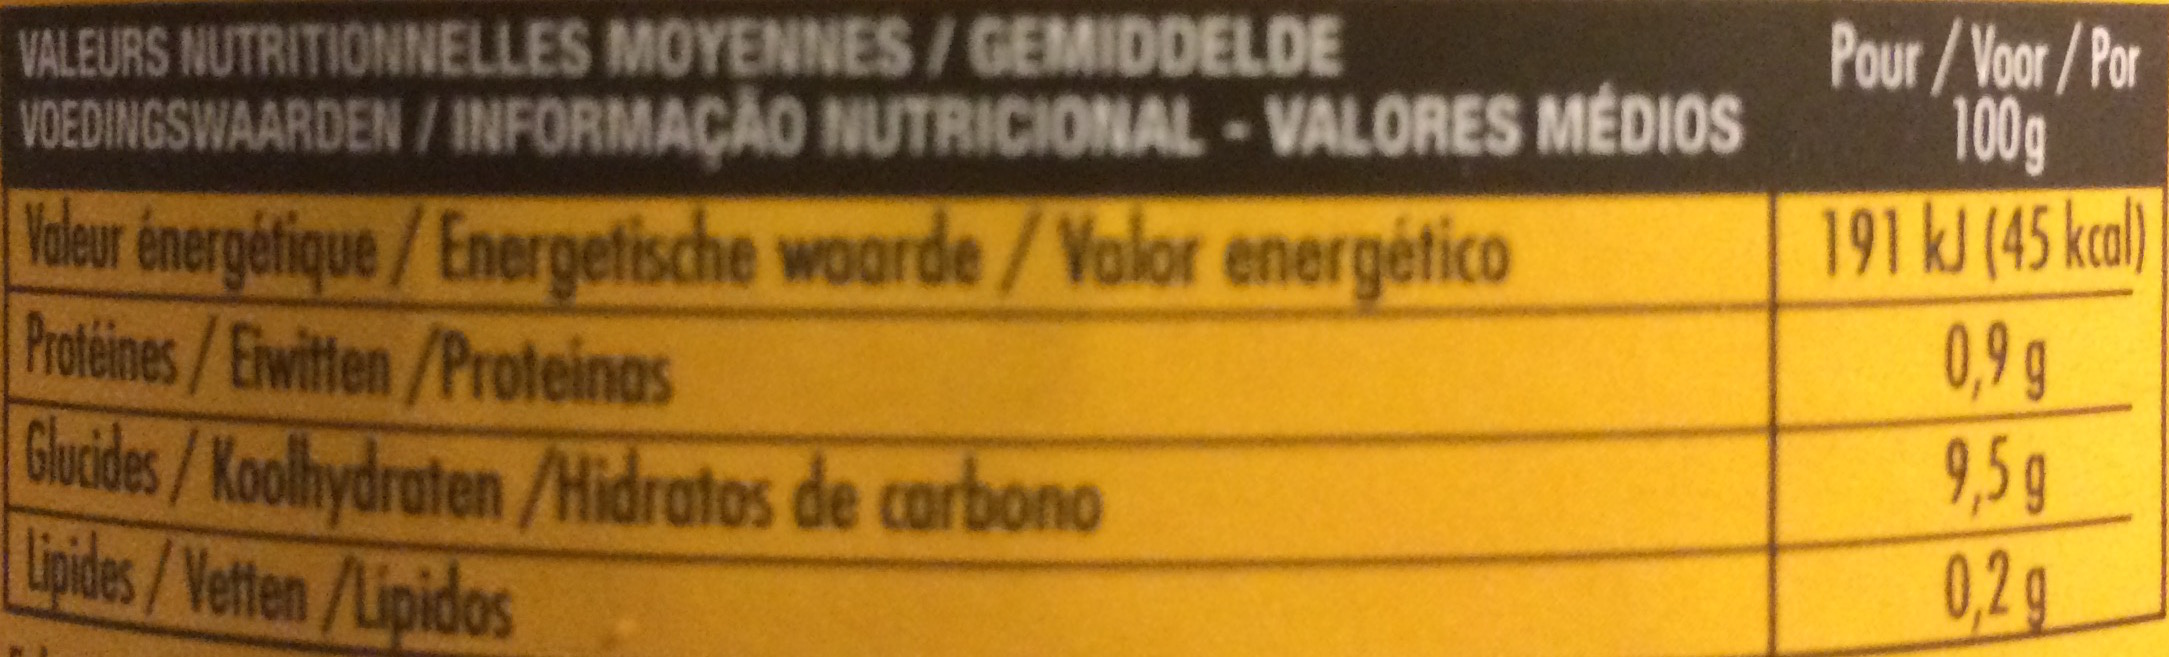 VALEURS NUTRITIONNELLES MOYENNES / GEMIDDELDE
VOEDINGSWAARDEN / INFORMAÇÃO NUTRICIONAL - VALORES MÉDIOS
Pour / Voor / Por
100g
Valeur énergétique / Energetische waarde / Valor energético 191 kJ (45 kcal)
Protéines / Eiwitten /Proteinas 0,9 g
Glucides / Koolhydraten /Hidratos de carbono 9,5 g
Lipides / Vetten /Lípidos 0,2 g